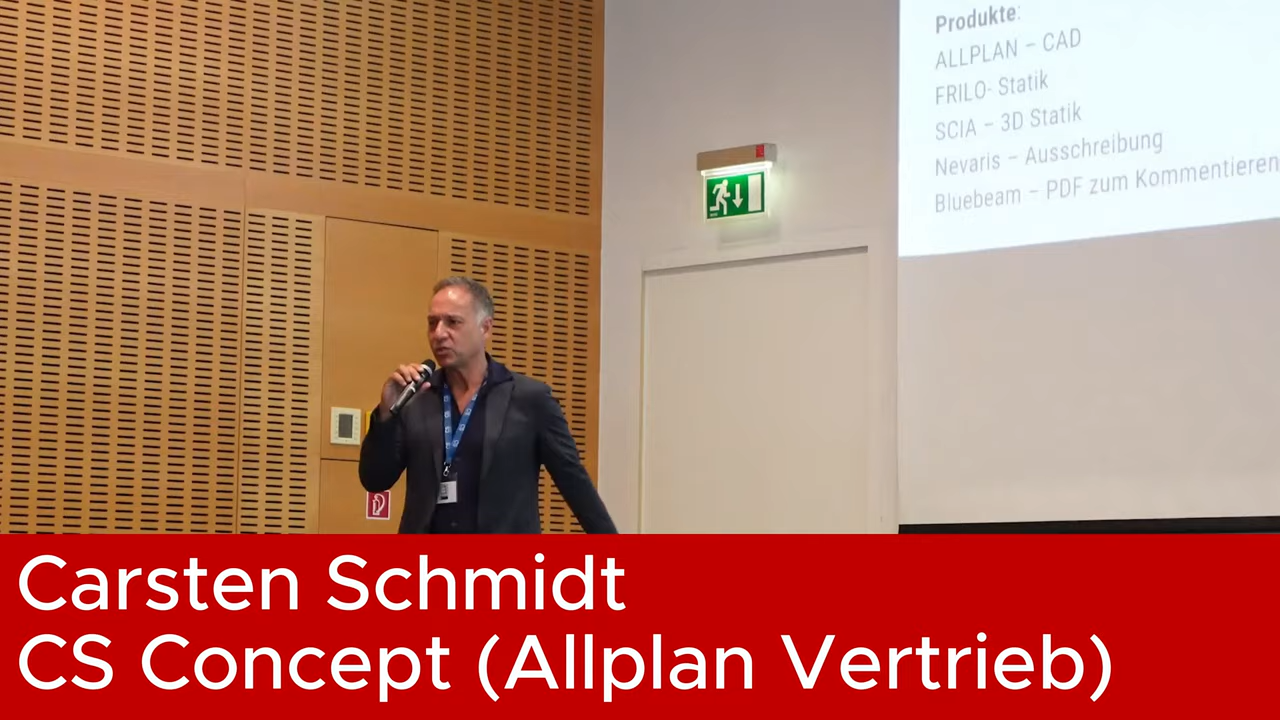 Produkte:
ALLPLAN – CAD
FRILO- Statik
SCIA – 3D Statik
Nevaris – Ausschreibung
Bluebeam – PDF zum Kommentieren
Carsten Schmidt
CS Concept (Allplan Vertrieb)